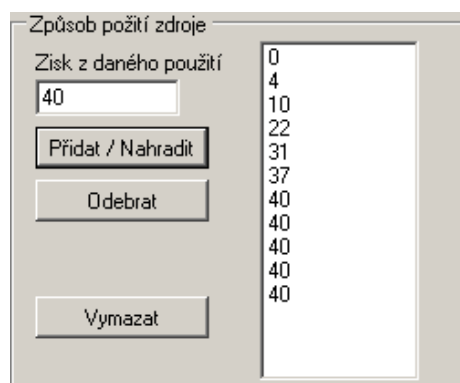 Způsob požití zdroje
Zisk z daného použití
40
Přidat / Nahradit
Odebrat
Vymazat
0
4
10
22
31
37
40
40
40
40
40